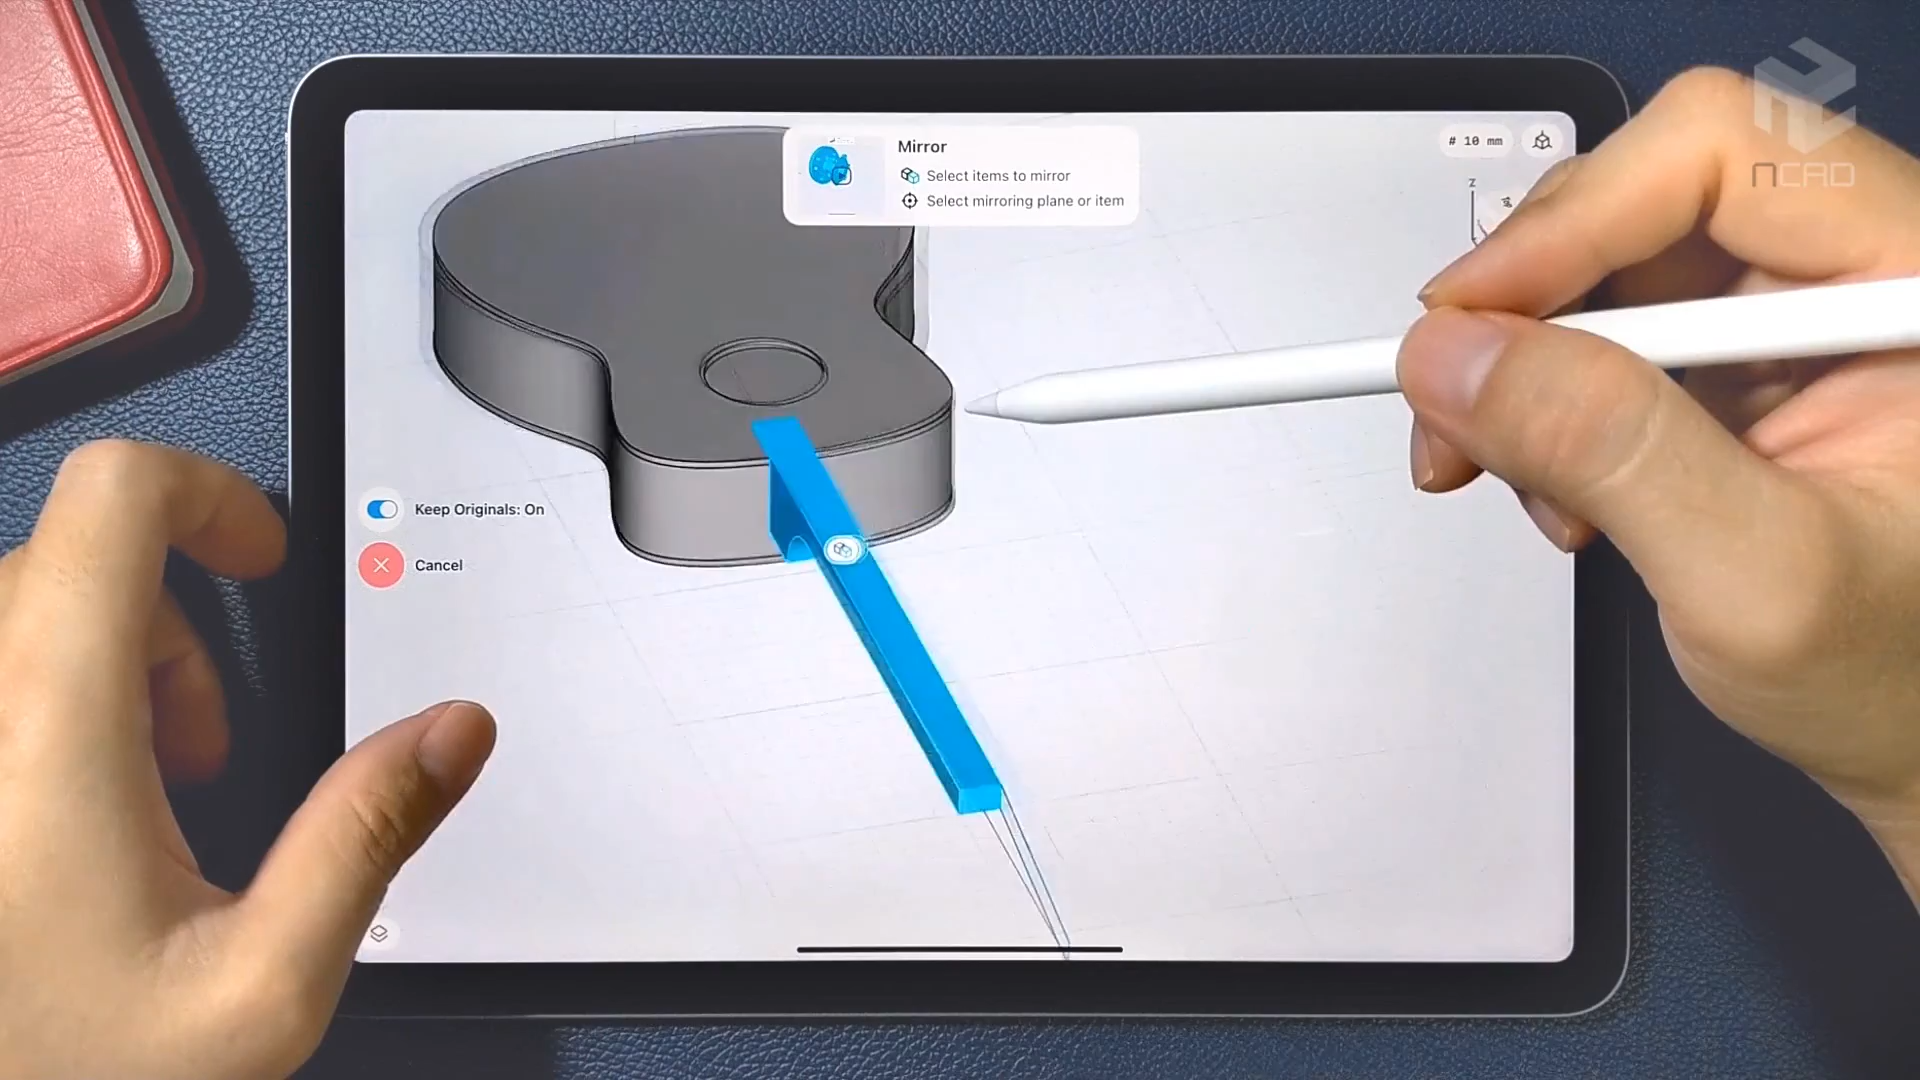 Mirror
Select items to mirror
Select mirroring plane or item
# 10 mm
Z
NCAD
Keep Originals: On
Cancel